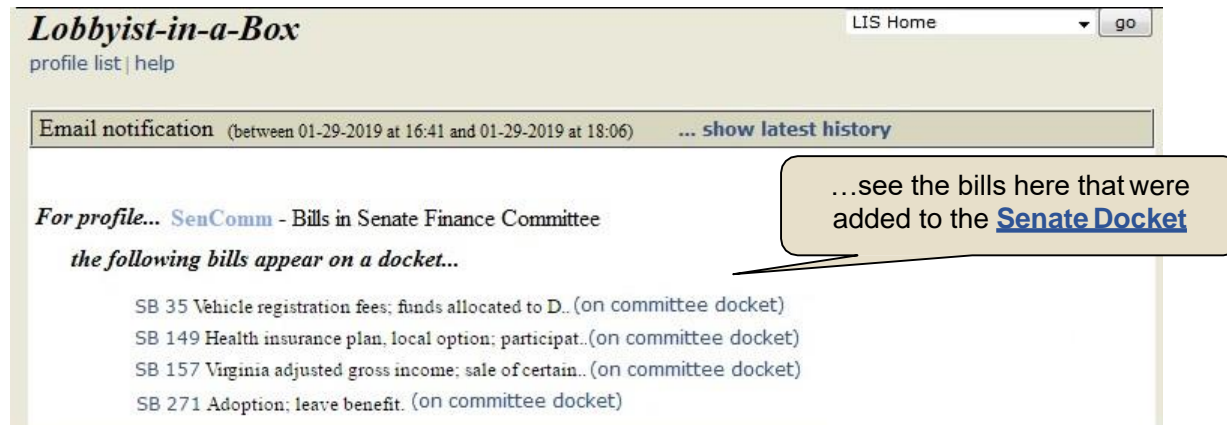 Lobbyist-in-a-Box
LIS Home go
profile list | help
Email notification (between 01-29-2019 at 16:41 and 01-29-2019 at 18:06) ... show latest history
…see the bills here that were
added to the Senate Docket
For profile... SenComm - Bills in Senate Finance Committee
the following bills appear on a docket...
SB 35 Vehicle registration fees; funds allocated to D.. (on committee docket)
SB 149 Health insurance plan, local option; participat.. (on committee docket)
SB 157 Virginia adjusted gross income; sale of certain.. (on committee docket)
SB 271 Adoption; leave benefit. (on committee docket)